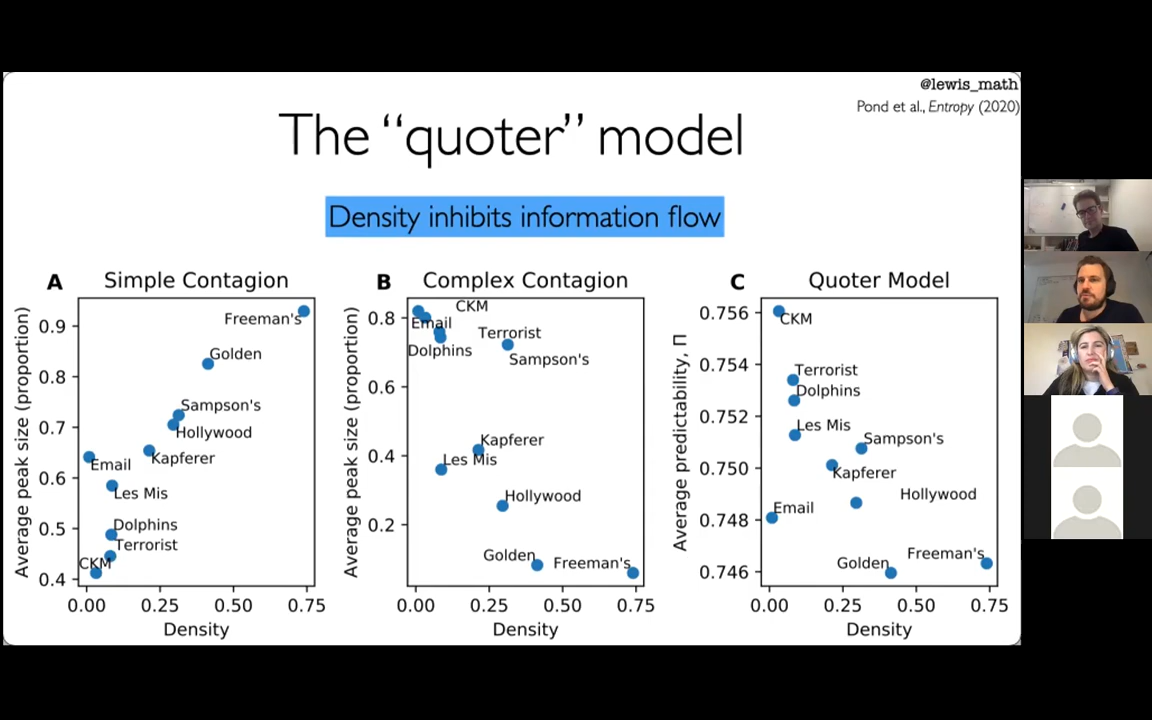 @lewis_math
Pond et al., Entropy (2020)
The “quoter” model
Density inhibits information flow
A Simple Contagion
Average peak size (proportion)
0.9
0.8
0.7
0.6
0.5
0.4
Freeman's
Golden
Sampson's
Hollywood
Kapferer
Email
Les Mis
Dolphins
Terrorist
CKM
0.00 0.25 0.50 0.75
Density
B Complex Contagion
Average peak size (proportion)
0.8
0.6
0.4
0.2
CKM
Email
Terrorist
Dolphins
Sampson's
Kapferer
Les Mis
Hollywood
Golden
Freeman's
0.00 0.25 0.50 0.75
Density
C Quoter Model
Average predictability, Π
0.756
0.754
0.752
0.750
0.748
0.746
CKM
Terrorist
Dolphins
Les Mis
Sampson's
Kapferer
Hollywood
Email
Freeman's
Golden
0.00 0.25 0.50 0.75
Density